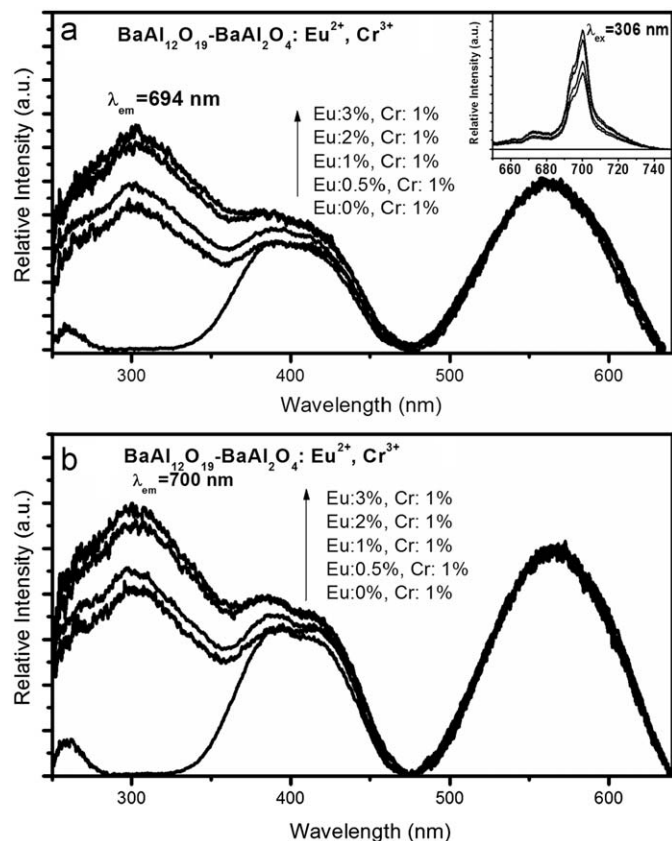 a
BaAl₁₂O₁₉-BaAl₂O₄: Eu²⁺, Cr³⁺
λem=694 nm
Eu:3%, Cr: 1%
Eu:2%, Cr: 1%
Eu:1%, Cr: 1%
Eu:0.5%, Cr: 1%
Eu:0%, Cr: 1%
λex=306 nm
Relative Intensity (a.u.)
660 680 700 720 740
Relative Intensity (a.u.)
300 400 500 600
Wavelength (nm)
b
BaAl₁₂O₁₉-BaAl₂O₄: Eu²⁺, Cr³⁺
λem=700 nm
Eu:3%, Cr: 1%
Eu:2%, Cr: 1%
Eu:1%, Cr: 1%
Eu:0.5%, Cr: 1%
Eu:0%, Cr: 1%
Relative Intensity (a.u.)
300 400 500 600
Wavelength (nm)